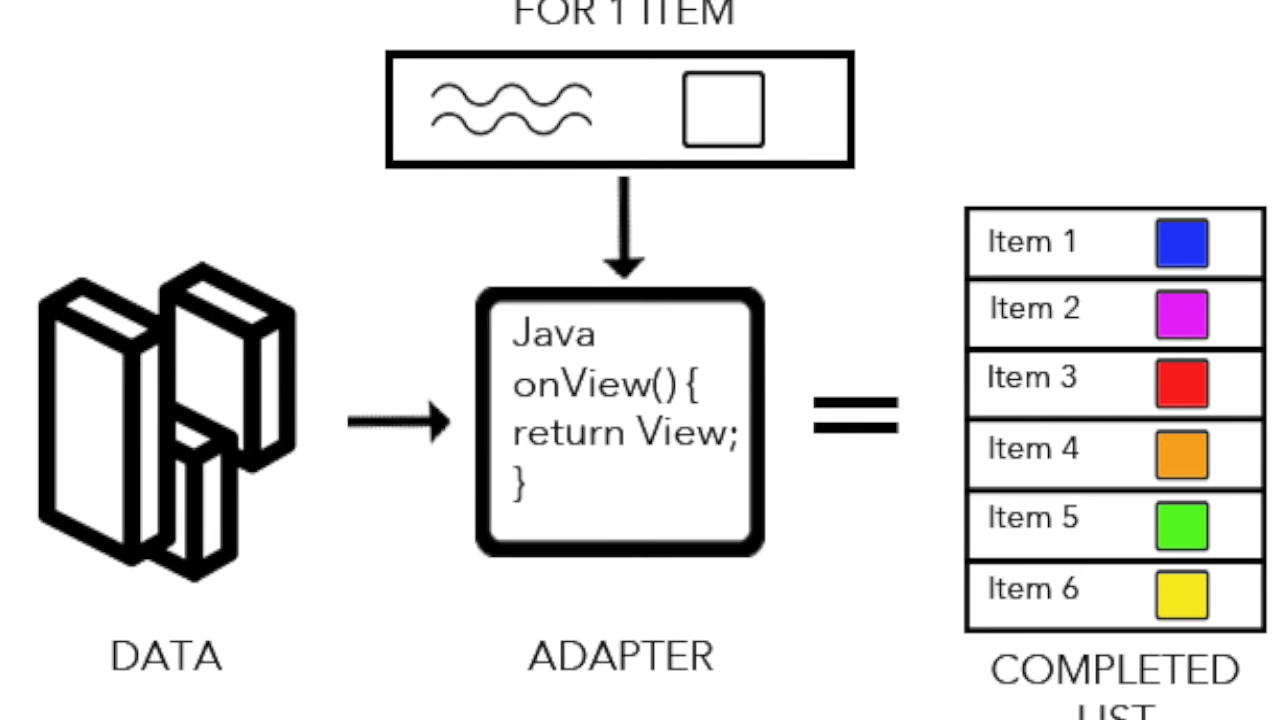 FOR 1 ITEM
Java
onView() {
return View;
}
Item 1
Item 2
Item 3
Item 4
Item 5
Item 6
DATA
ADAPTER
COMPLETED
LIST